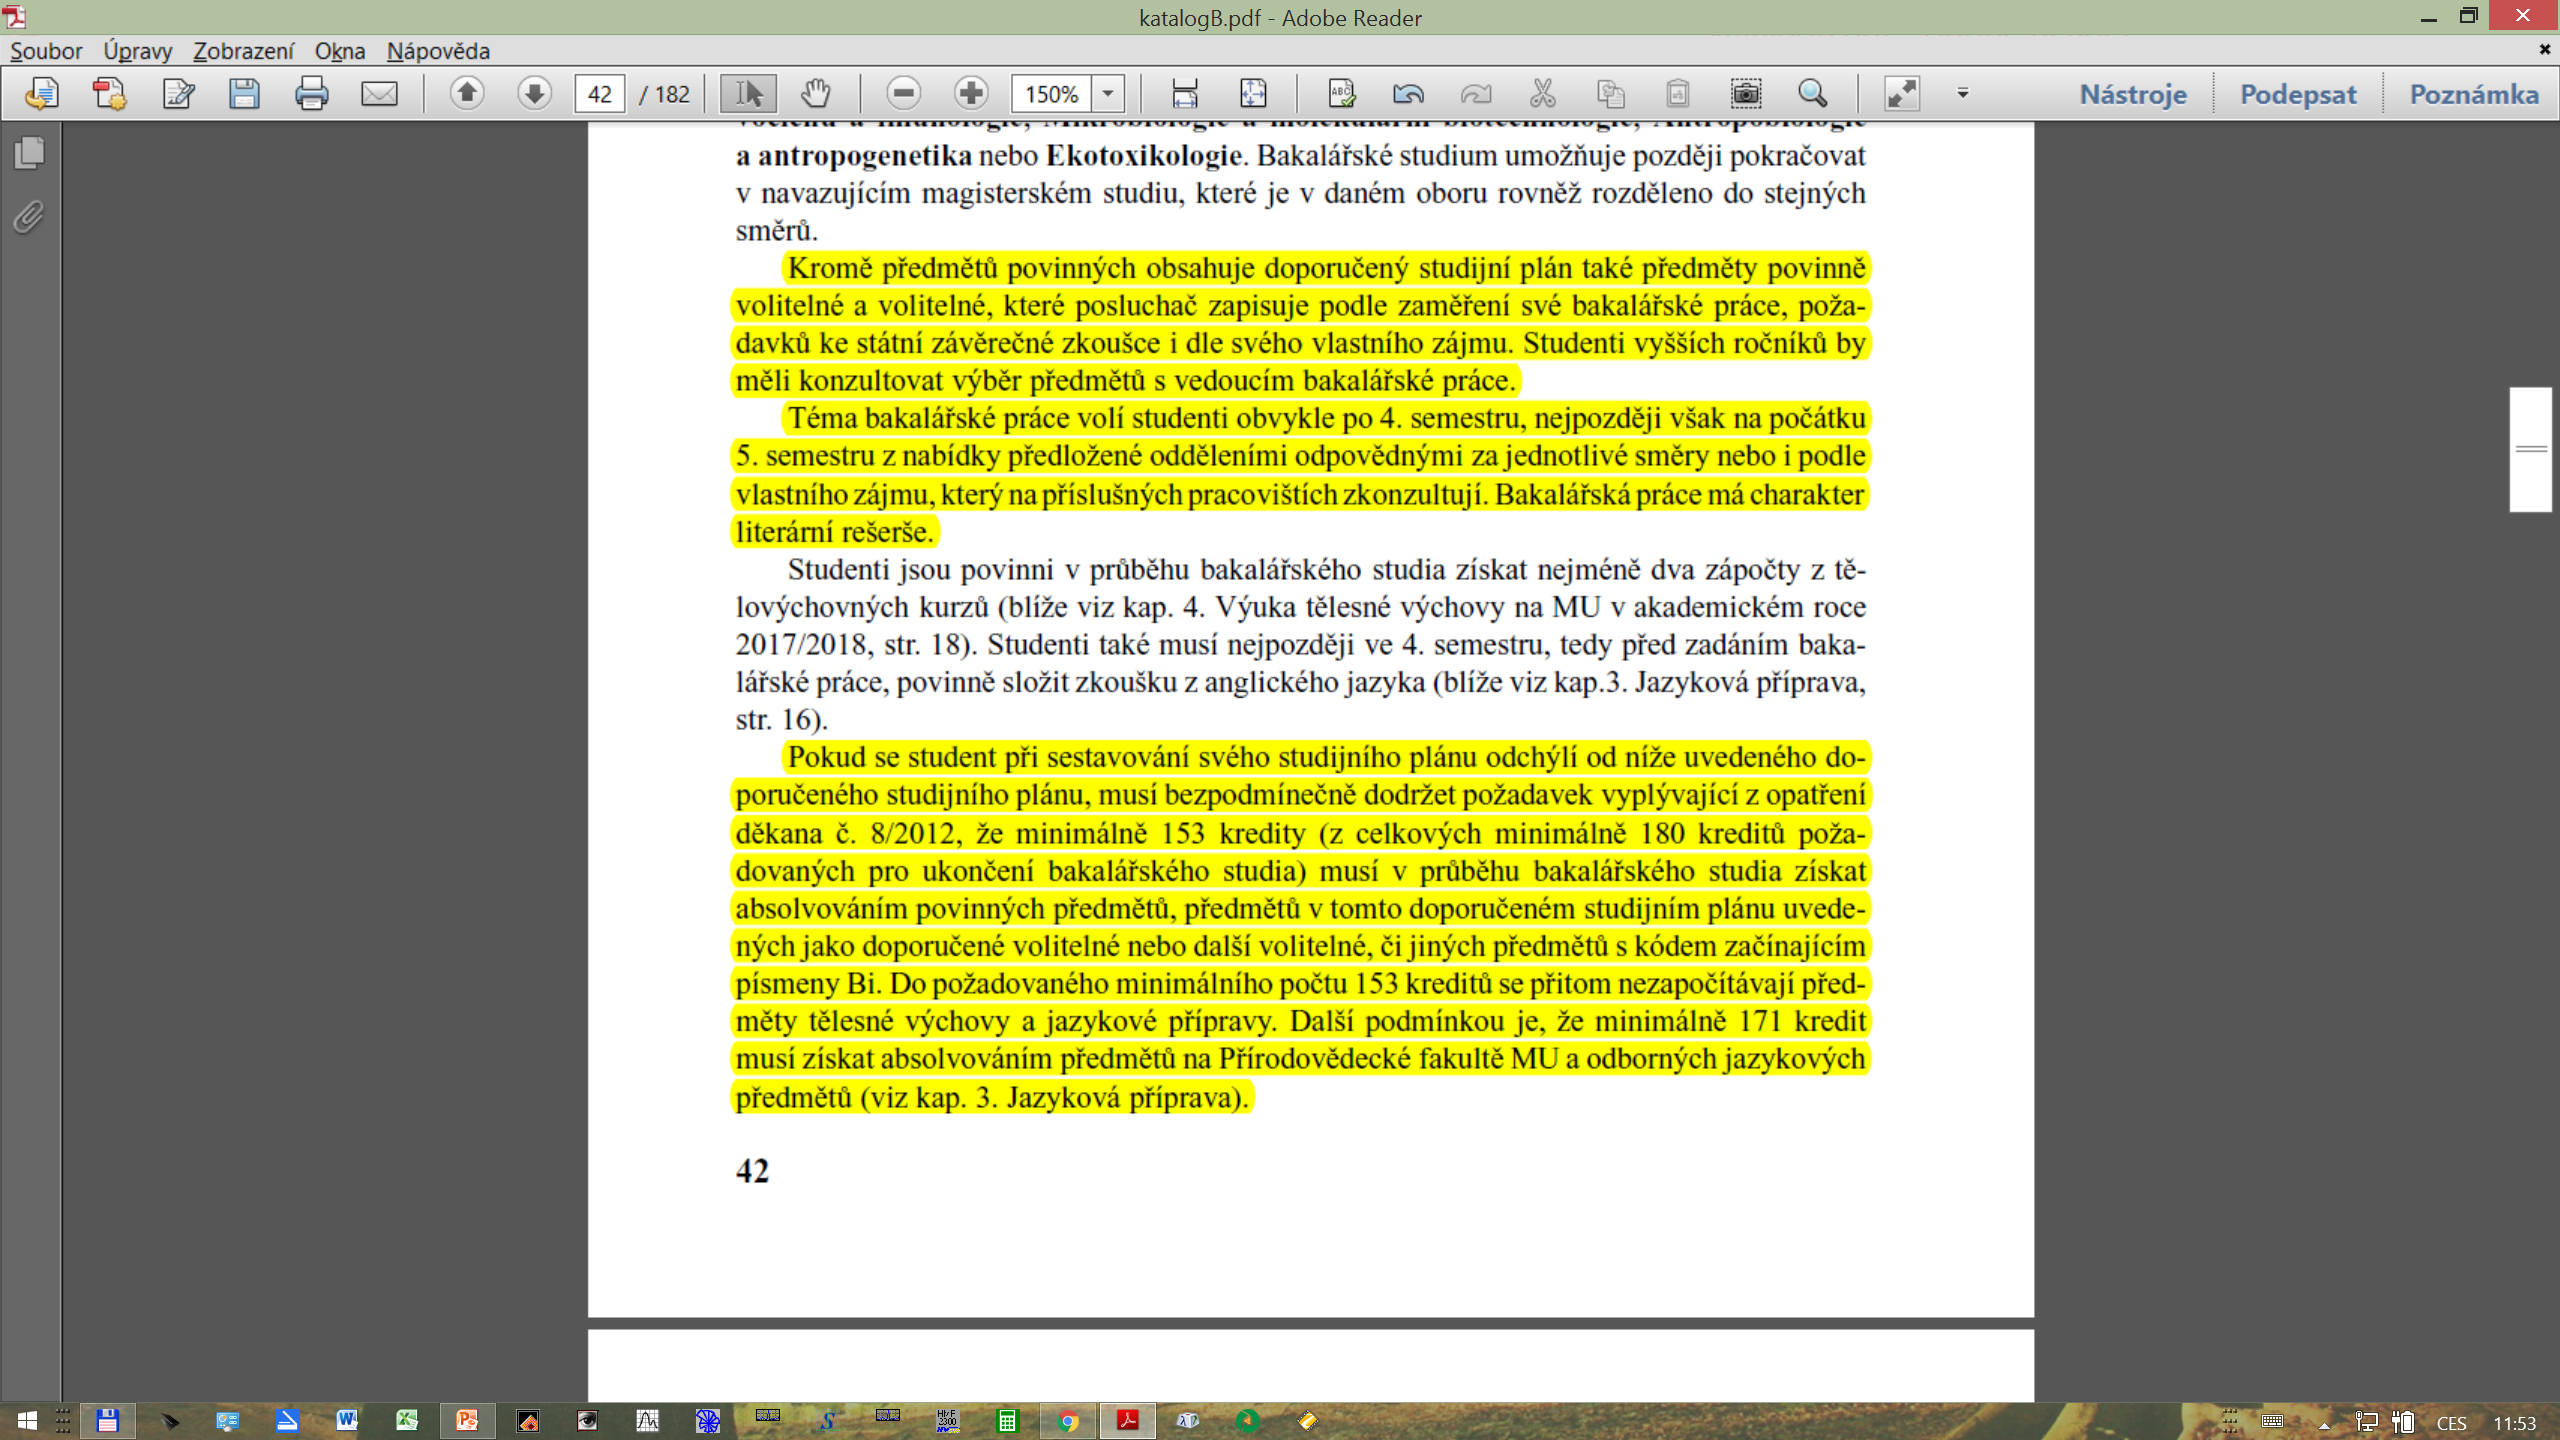 katalogB.pdf - Adobe Reader
Soubor Úpravy Zobrazení Okna Nápověda
42 / 182 150% Nástroje Podepsat Poznámka
a antropogenetika nebo Ekotoxikologie. Bakalářské studium umožňuje později pokračovat
v navazujícím magisterském studiu, které je v daném oboru rovněž rozděleno do stejných
směrů.
Kromě předmětů povinných obsahuje doporučený studijní plán také předměty povinně
volitelné a volitelné, které posluchač zapisuje podle zaměření své bakalářské práce, poža-
davků ke státní závěrečné zkoušce i dle svého vlastního zájmu. Studenti vyšších ročníků by
měli konzultovat výběr předmětů s vedoucím bakalářské práce.
Téma bakalářské práce volí studenti obvykle po 4. semestru, nejpozději však na počátku
5. semestru z nabídky předložené odděleními odpovědnými za jednotlivé směry nebo i podle
vlastního zájmu, který na příslušných pracovištích zkonzultují. Bakalářská práce má charakter
literární rešerše.
Studenti jsou povinni v průběhu bakalářského studia získat nejméně dva zápočty z tě-
lovýchovných kurzů (blíže viz kap. 4. Výuka tělesné výchovy na MU v akademickém roce
2017/2018, str. 18). Studenti také musí nejpozději ve 4. semestru, tedy před zadáním baka-
lářské práce, povinně složit zkoušku z anglického jazyka (blíže viz kap.3. Jazyková příprava,
str. 16).
Pokud se student při sestavování svého studijního plánu odchýlí od níže uvedeného do-
poručeného studijního plánu, musí bezpodmínečně dodržet požadavek vyplývající z opatření
děkana č. 8/2012, že minimálně 153 kredity (z celkových minimálně 180 kreditů poža-
dovaných pro ukončení bakalářského studia) musí v průběhu bakalářského studia získat
absolvováním povinných předmětů, předmětů v tomto doporučeném studijním plánu uvede-
ných jako doporučené volitelné nebo další volitelné, či jiných předmětů s kódem začínajícím
písmeny Bi. Do požadovaného minimálního počtu 153 kreditů se přitom nezapočítávají před-
měty tělesné výchovy a jazykové přípravy. Další podmínkou je, že minimálně 171 kredit
musí získat absolvováním předmětů na Přírodovědecké fakultě MU a odborných jazykových
předmětů (viz kap. 3. Jazyková příprava).
42
CES 11:53